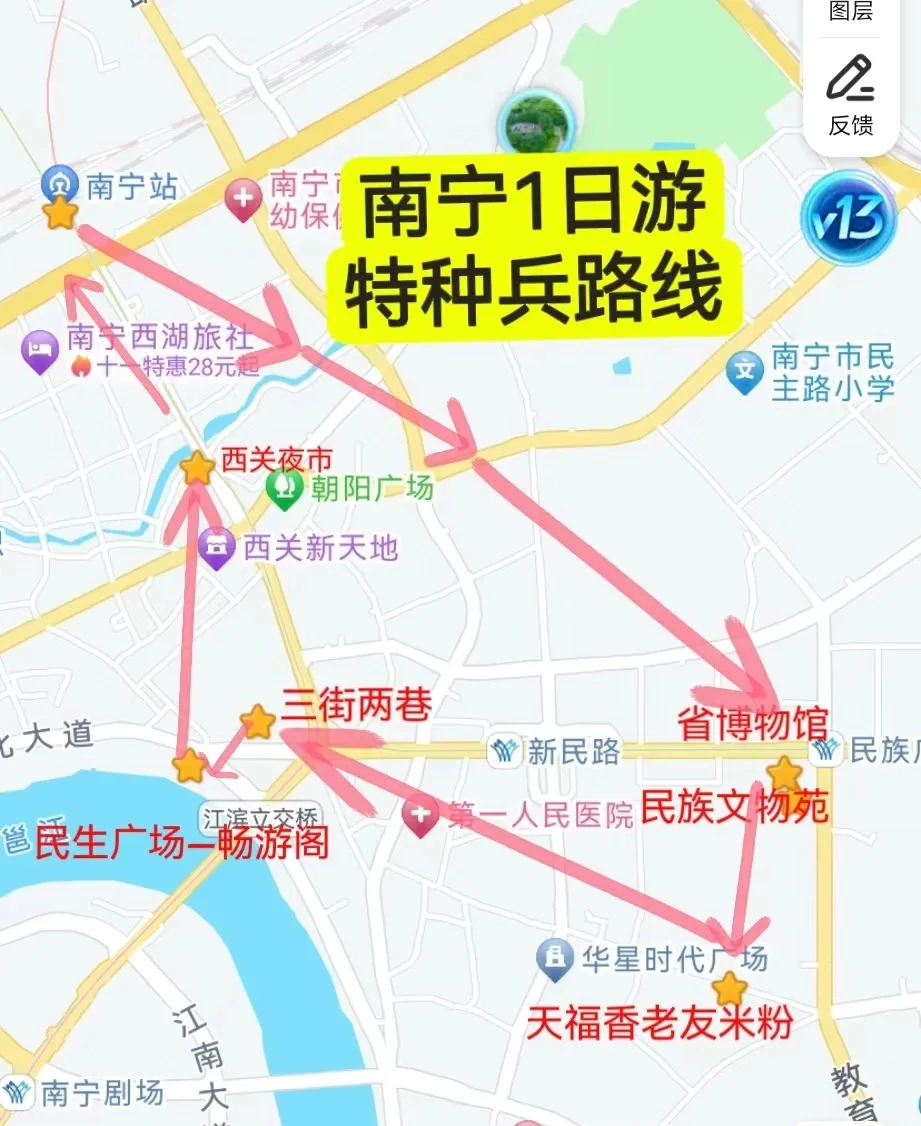 图层
反馈
南宁站
南宁
幼保
南宁1日游
特种兵路线
v13
南宁西湖旅社
十一特惠28元起
南宁市民
主路小学
文
西关夜市
朝阳广场
西关新天地
三街两巷
省博物馆
大道
新民路
民族
民族文物苑
江滨立交桥
第一人民医院
邕江
民生广场—畅游阁
华星时代广场
天福香老友米粉
江南大
南宁剧场
教育